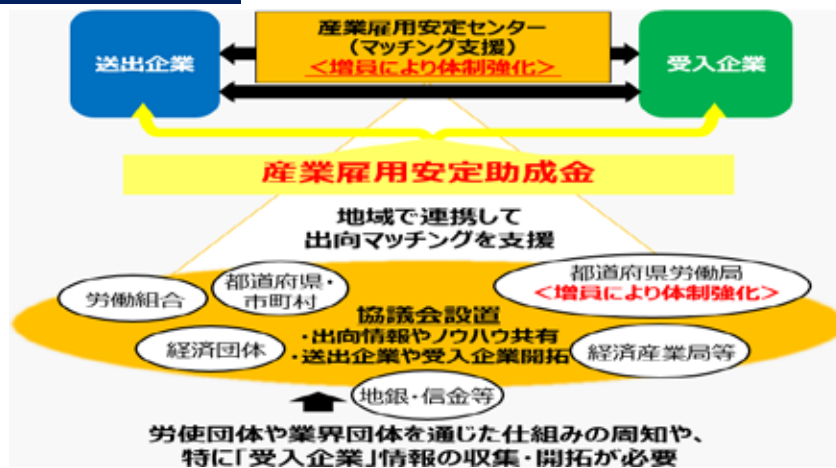 産業雇用安定センター
(マッチング支援)
<増員により体制強化>
送出企業
受入企業
産業雇用安定助成金
地域で連携して
出向マッチングを支援
労働組合
都道府県・
市町村
都道府県労働局
<増員により体制強化>
協議会設置
・出向情報やノウハウ共有
・送出企業や受入企業開拓
経済団体
経済産業局等
地銀・信金等
労使団体や業界団体を通じた仕組みの周知や、
特に「受入企業」情報の収集・開拓が必要